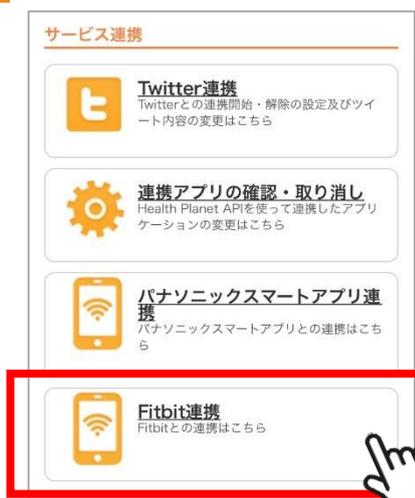 サービス連携
Twitter連携
Twitterとの連携開始・解除の設定及びツイ
ート内容の変更はこちら
連携アプリの確認・取り消し
Health Planet APIを使って連携したアプリ
ケーションの変更はこちら
パナソニックスマートアプリ連
携
パナソニックスマートアプリとの連携はこち
ら
Fitbit連携
Fitbitとの連携はこちら